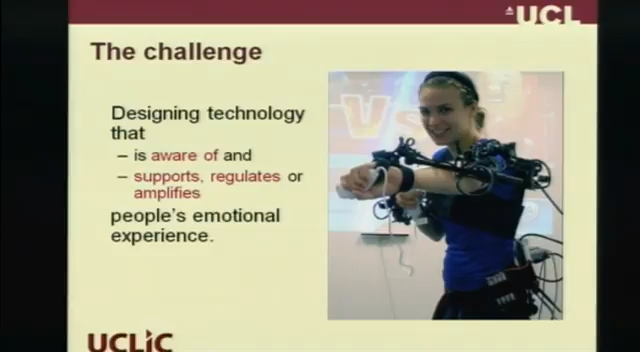 UCL
The challenge
Designing technology
that
– is aware of and
– supports, regulates or
amplifies
people's emotional
experience.
UCLIC